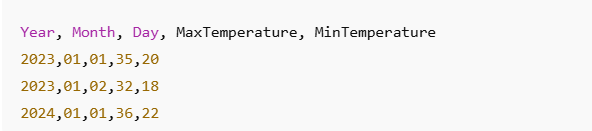 Year, Month, Day, MaxTemperature, MinTemperature
2023,01,01,35,20
2023,01,02,32,18
2024,01,01,36,22